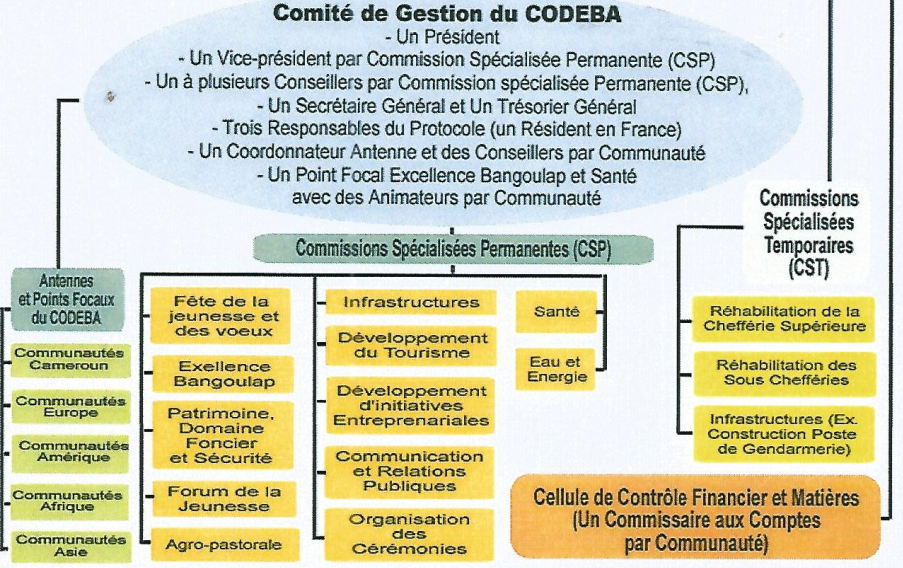 Comité de Gestion du CODEBA
- Un Président
- Un Vice-président par Commission Spécialisée Permanente (CSP)
- Un à plusieurs Conseillers par Commission spécialisée Permanente (CSP),
- Un Secrétaire Général et Un Trésorier Général
- Trois Responsables du Protocole (un Résident en France)
- Un Coordonnateur Antenne et des Conseillers par Communauté
- Un Point Focal Excellence Bangoulap et Santé
avec des Animateurs par Communauté
Commissions Spécialisées Permanentes (CSP)
Antennes
et Points Focaux
du CODEBA
Communautés
Cameroun
Communautés
Europe
Communautés
Amérique
Communautés
Afrique
Communautés
Asie
Fête de la
jeunesse et
des voeux
Exellence
Bangoulap
Patrimoine,
Domaine
Foncier
et Sécurité
Forum de la
Jeunesse
Agro-pastorale
Infrastructures
Développement
du Tourisme
Développement
d'initiatives
Entreprenariales
Communication
et Relations
Publiques
Organisation
des
Cérémonies
Santé
Eau et
Energie
Commissions
Spécialisées
Temporaires
(CST)
Réhabilitation de la
Chefférie Supérieure
Réhabilitation des
Sous Chefféries
Infrastructures (Ex.
Construction Poste
de Gendarmerie)
Cellule de Contrôle Financier et Matières
(Un Commissaire aux Comptes
par Communauté)